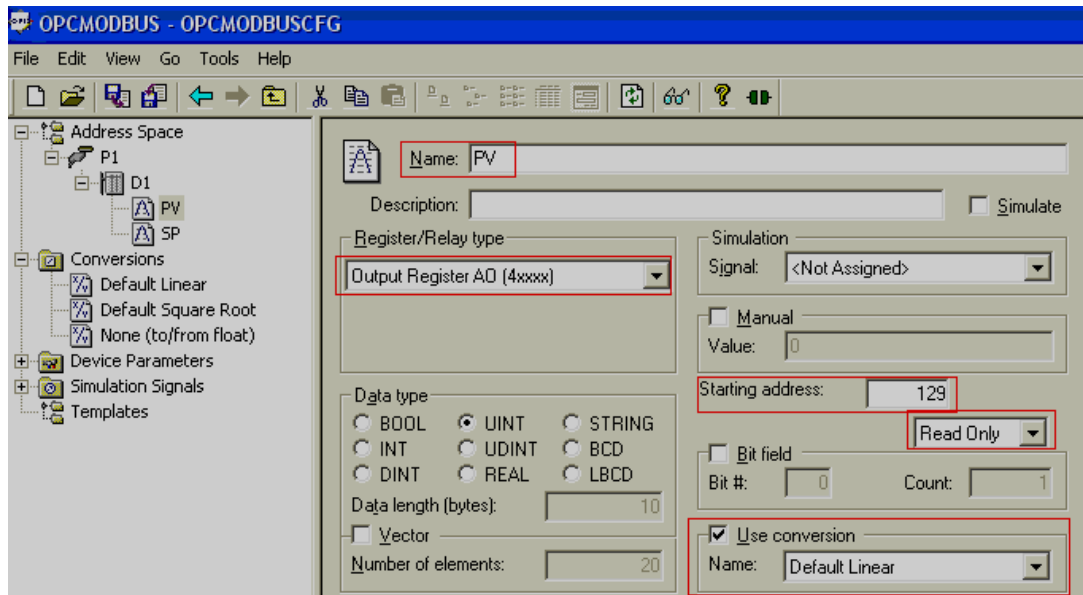 OPCMODBUS - OPCMODBUSCFG
File Edit View Go Tools Help
Address Space
P1
D1
PV
SP
Conversions
Default Linear
Default Square Root
None (to/from float)
Device Parameters
Simulation Signals
Templates
Name: PV
Description:
Simulate
Register/Relay type
Output Register AO (4xxxx)
Simulation
Signal: <Not Assigned>
Manual
Value: 0
Starting address: 129
Read Only
Data type
BOOL UINT STRING
INT UDINT BCD
DINT REAL LBCD
Data length (bytes): 10
Vector
Number of elements: 20
Bit field
Bit #: 0 Count: 1
Use conversion
Name: Default Linear